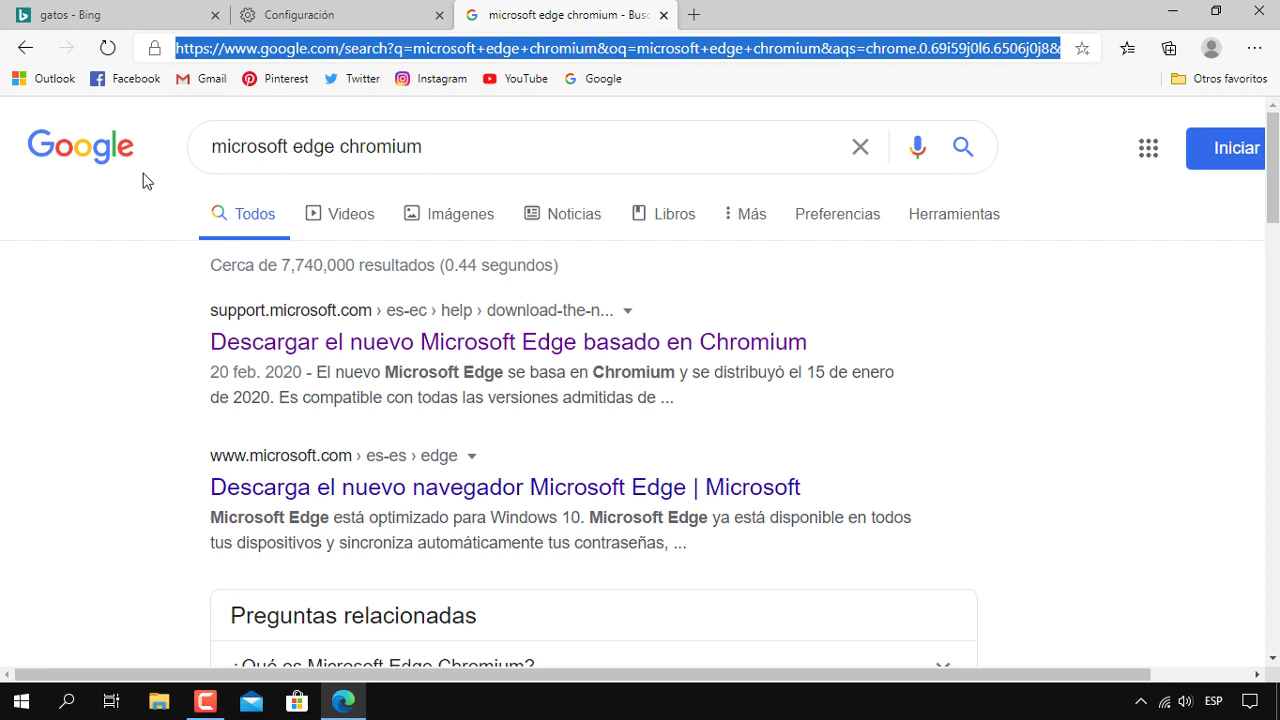 gatos - Bing
Configuración
microsoft edge chromium - Busc
https://www.google.com/search?q=microsoft+edge+chromium&oq=microsoft+edge+chromium&aqs=chrome.0.69i59j0l6.6506j0j8&
Outlook Facebook Gmail Pinterest Twitter Instagram YouTube Google Otros favoritos
Google
microsoft edge chromium
Iniciar
Todos Videos Imágenes Noticias Libros Más Preferencias Herramientas
Cerca de 7,740,000 resultados (0.44 segundos)
support.microsoft.com › es-ec › help › download-the-n...
Descargar el nuevo Microsoft Edge basado en Chromium
20 feb. 2020 - El nuevo Microsoft Edge se basa en Chromium y se distribuyó el 15 de enero
de 2020. Es compatible con todas las versiones admitidas de ...
www.microsoft.com › es-es › edge
Descarga el nuevo navegador Microsoft Edge | Microsoft
Microsoft Edge está optimizado para Windows 10. Microsoft Edge ya está disponible en todos
tus dispositivos y sincroniza automáticamente tus contraseñas, ...
Preguntas relacionadas
¿Qué es Microsoft Edge Chromium?
ESP